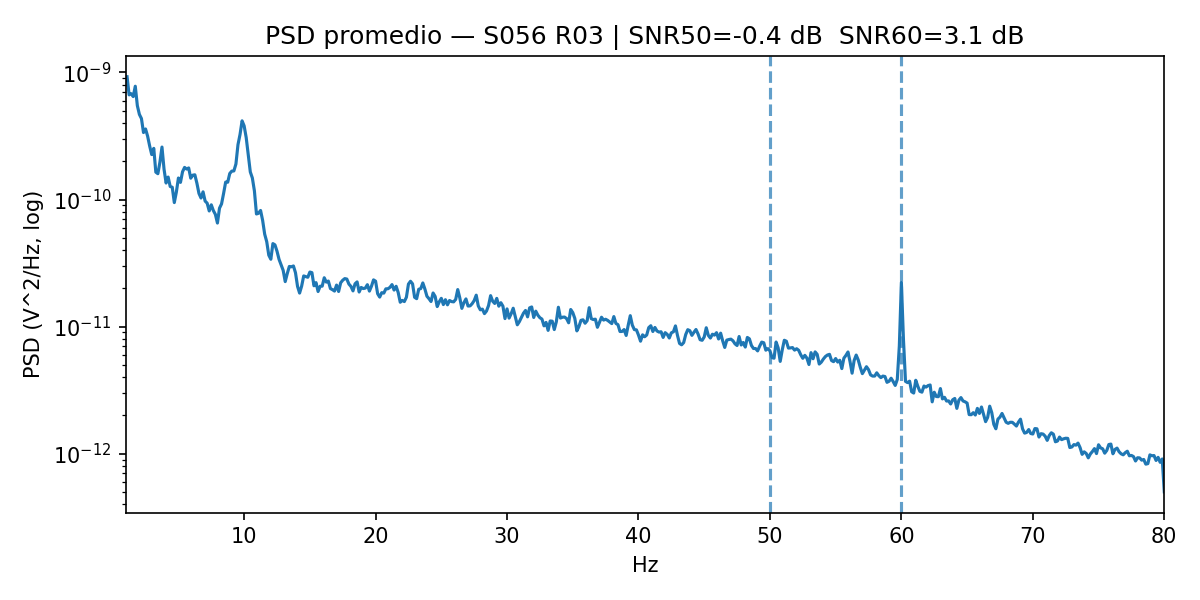 PSD promedio — S056 R03 | SNR50=-0.4 dB  SNR60=3.1 dB
PSD (V^2/Hz, log)
10⁻⁹
10⁻¹⁰
10⁻¹¹
10⁻¹²
10 20 30 40 50 60 70 80
Hz